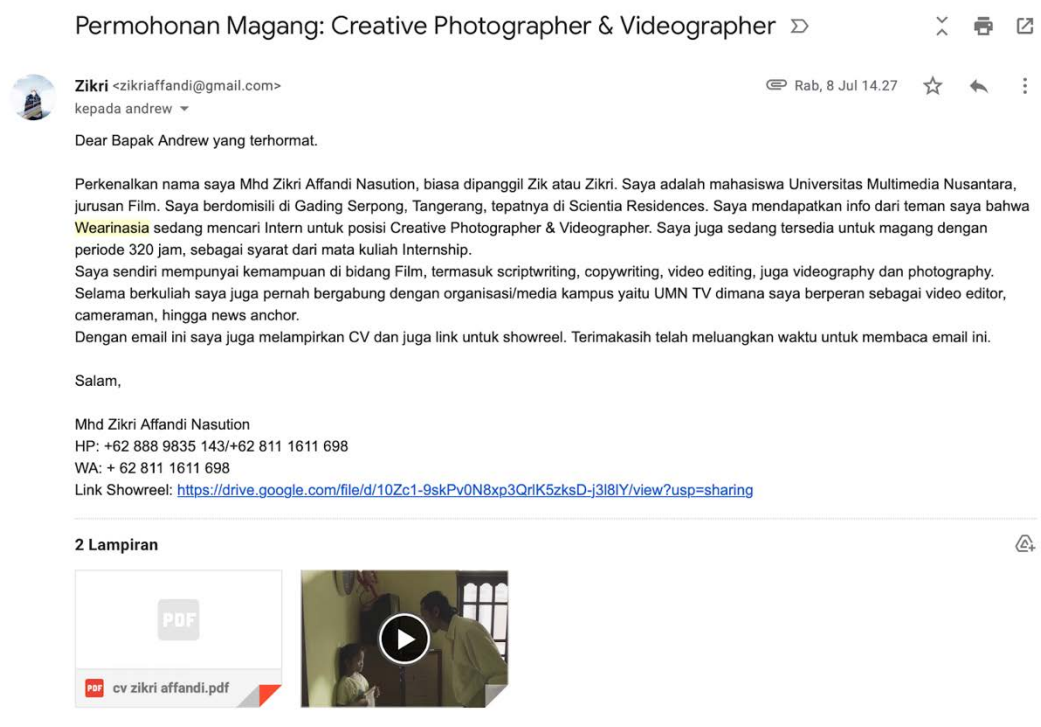 Permohonan Magang: Creative Photographer & Videographer
Zikri <zikriaffandi@gmail.com>
Rab, 8 Jul 14.27
kepada andrew
Dear Bapak Andrew yang terhormat.
Perkenalkan nama saya Mhd Zikri Affandi Nasution, biasa dipanggil Zik atau Zikri. Saya adalah mahasiswa Universitas Multimedia Nusantara,
jurusan Film. Saya berdomisili di Gading Serpong, Tangerang, tepatnya di Scientia Residences. Saya mendapatkan info dari teman saya bahwa
Wearinasia sedang mencari Intern untuk posisi Creative Photographer & Videographer. Saya juga sedang tersedia untuk magang dengan
periode 320 jam, sebagai syarat dari mata kuliah Internship.
Saya sendiri mempunyai kemampuan di bidang Film, termasuk scriptwriting, copywriting, video editing, juga videography dan photography.
Selama berkuliah saya juga pernah bergabung dengan organisasi/media kampus yaitu UMN TV dimana saya berperan sebagai video editor,
cameraman, hingga news anchor.
Dengan email ini saya juga melampirkan CV dan juga link untuk showreel. Terimakasih telah meluangkan waktu untuk membaca email ini.
Salam,
Mhd Zikri Affandi Nasution
HP: +62 888 9835 143/+62 811 1611 698
WA: + 62 811 1611 698
Link Showreel: https://drive.google.com/file/d/10Zc1-9skPv0N8xp3QrlK5zksD-j3l8lY/view?usp=sharing
2 Lampiran
PDF
PDF cv zikri affandi.pdf